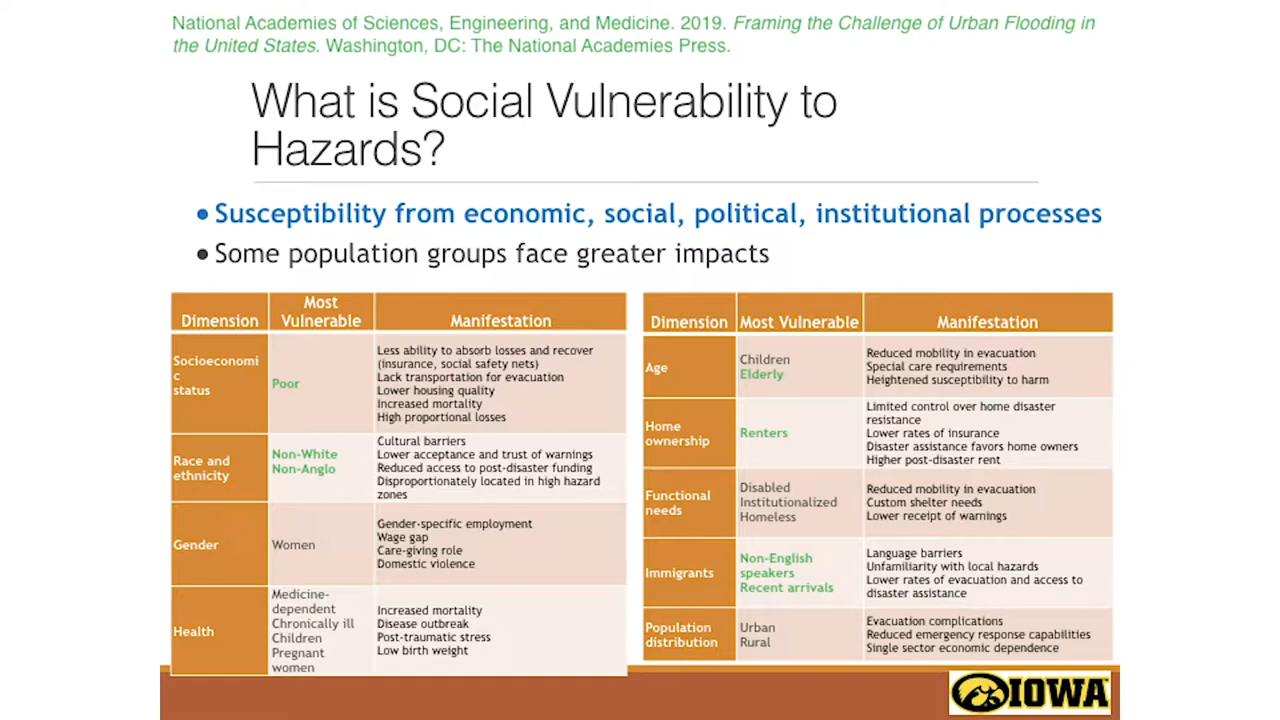 National Academies of Sciences, Engineering, and Medicine. 2019. Framing the Challenge of Urban Flooding in
the United States. Washington, DC: The National Academies Press.
What is Social Vulnerability to
Hazards?
● Susceptibility from economic, social, political, institutional processes
● Some population groups face greater impacts
Dimension
Most
Vulnerable
Manifestation
Socioeconomi
c
status
Poor
Less ability to absorb losses and recover
(insurance, social safety nets)
Lack transportation for evacuation
Lower housing quality
Increased mortality
High proportional losses
Race and
ethnicity
Non-White
Non-Anglo
Cultural barriers
Lower acceptance and trust of warnings
Reduced access to post-disaster funding
Disproportionately located in high hazard
zones
Gender
Women
Gender-specific employment
Wage gap
Care-giving role
Domestic violence
Health
Medicine-
dependent
Chronically ill
Children
Pregnant
women
Increased mortality
Disease outbreak
Post-traumatic stress
Low birth weight
Dimension
Most Vulnerable
Manifestation
Age
Children
Elderly
Reduced mobility in evacuation
Special care requirements
Heightened susceptibility to harm
Home
ownership
Renters
Limited control over home disaster
resistance
Lower rates of insurance
Disaster assistance favors home owners
Higher post-disaster rent
Functional
needs
Disabled
Institutionalized
Homeless
Reduced mobility in evacuation
Custom shelter needs
Lower receipt of warnings
Immigrants
Non-English
speakers
Recent arrivals
Language barriers
Unfamiliarity with local hazards
Lower rates of evacuation and access to
disaster assistance
Population
distribution
Urban
Rural
Evacuation complications
Reduced emergency response capabilities
Single sector economic dependence
IOWA